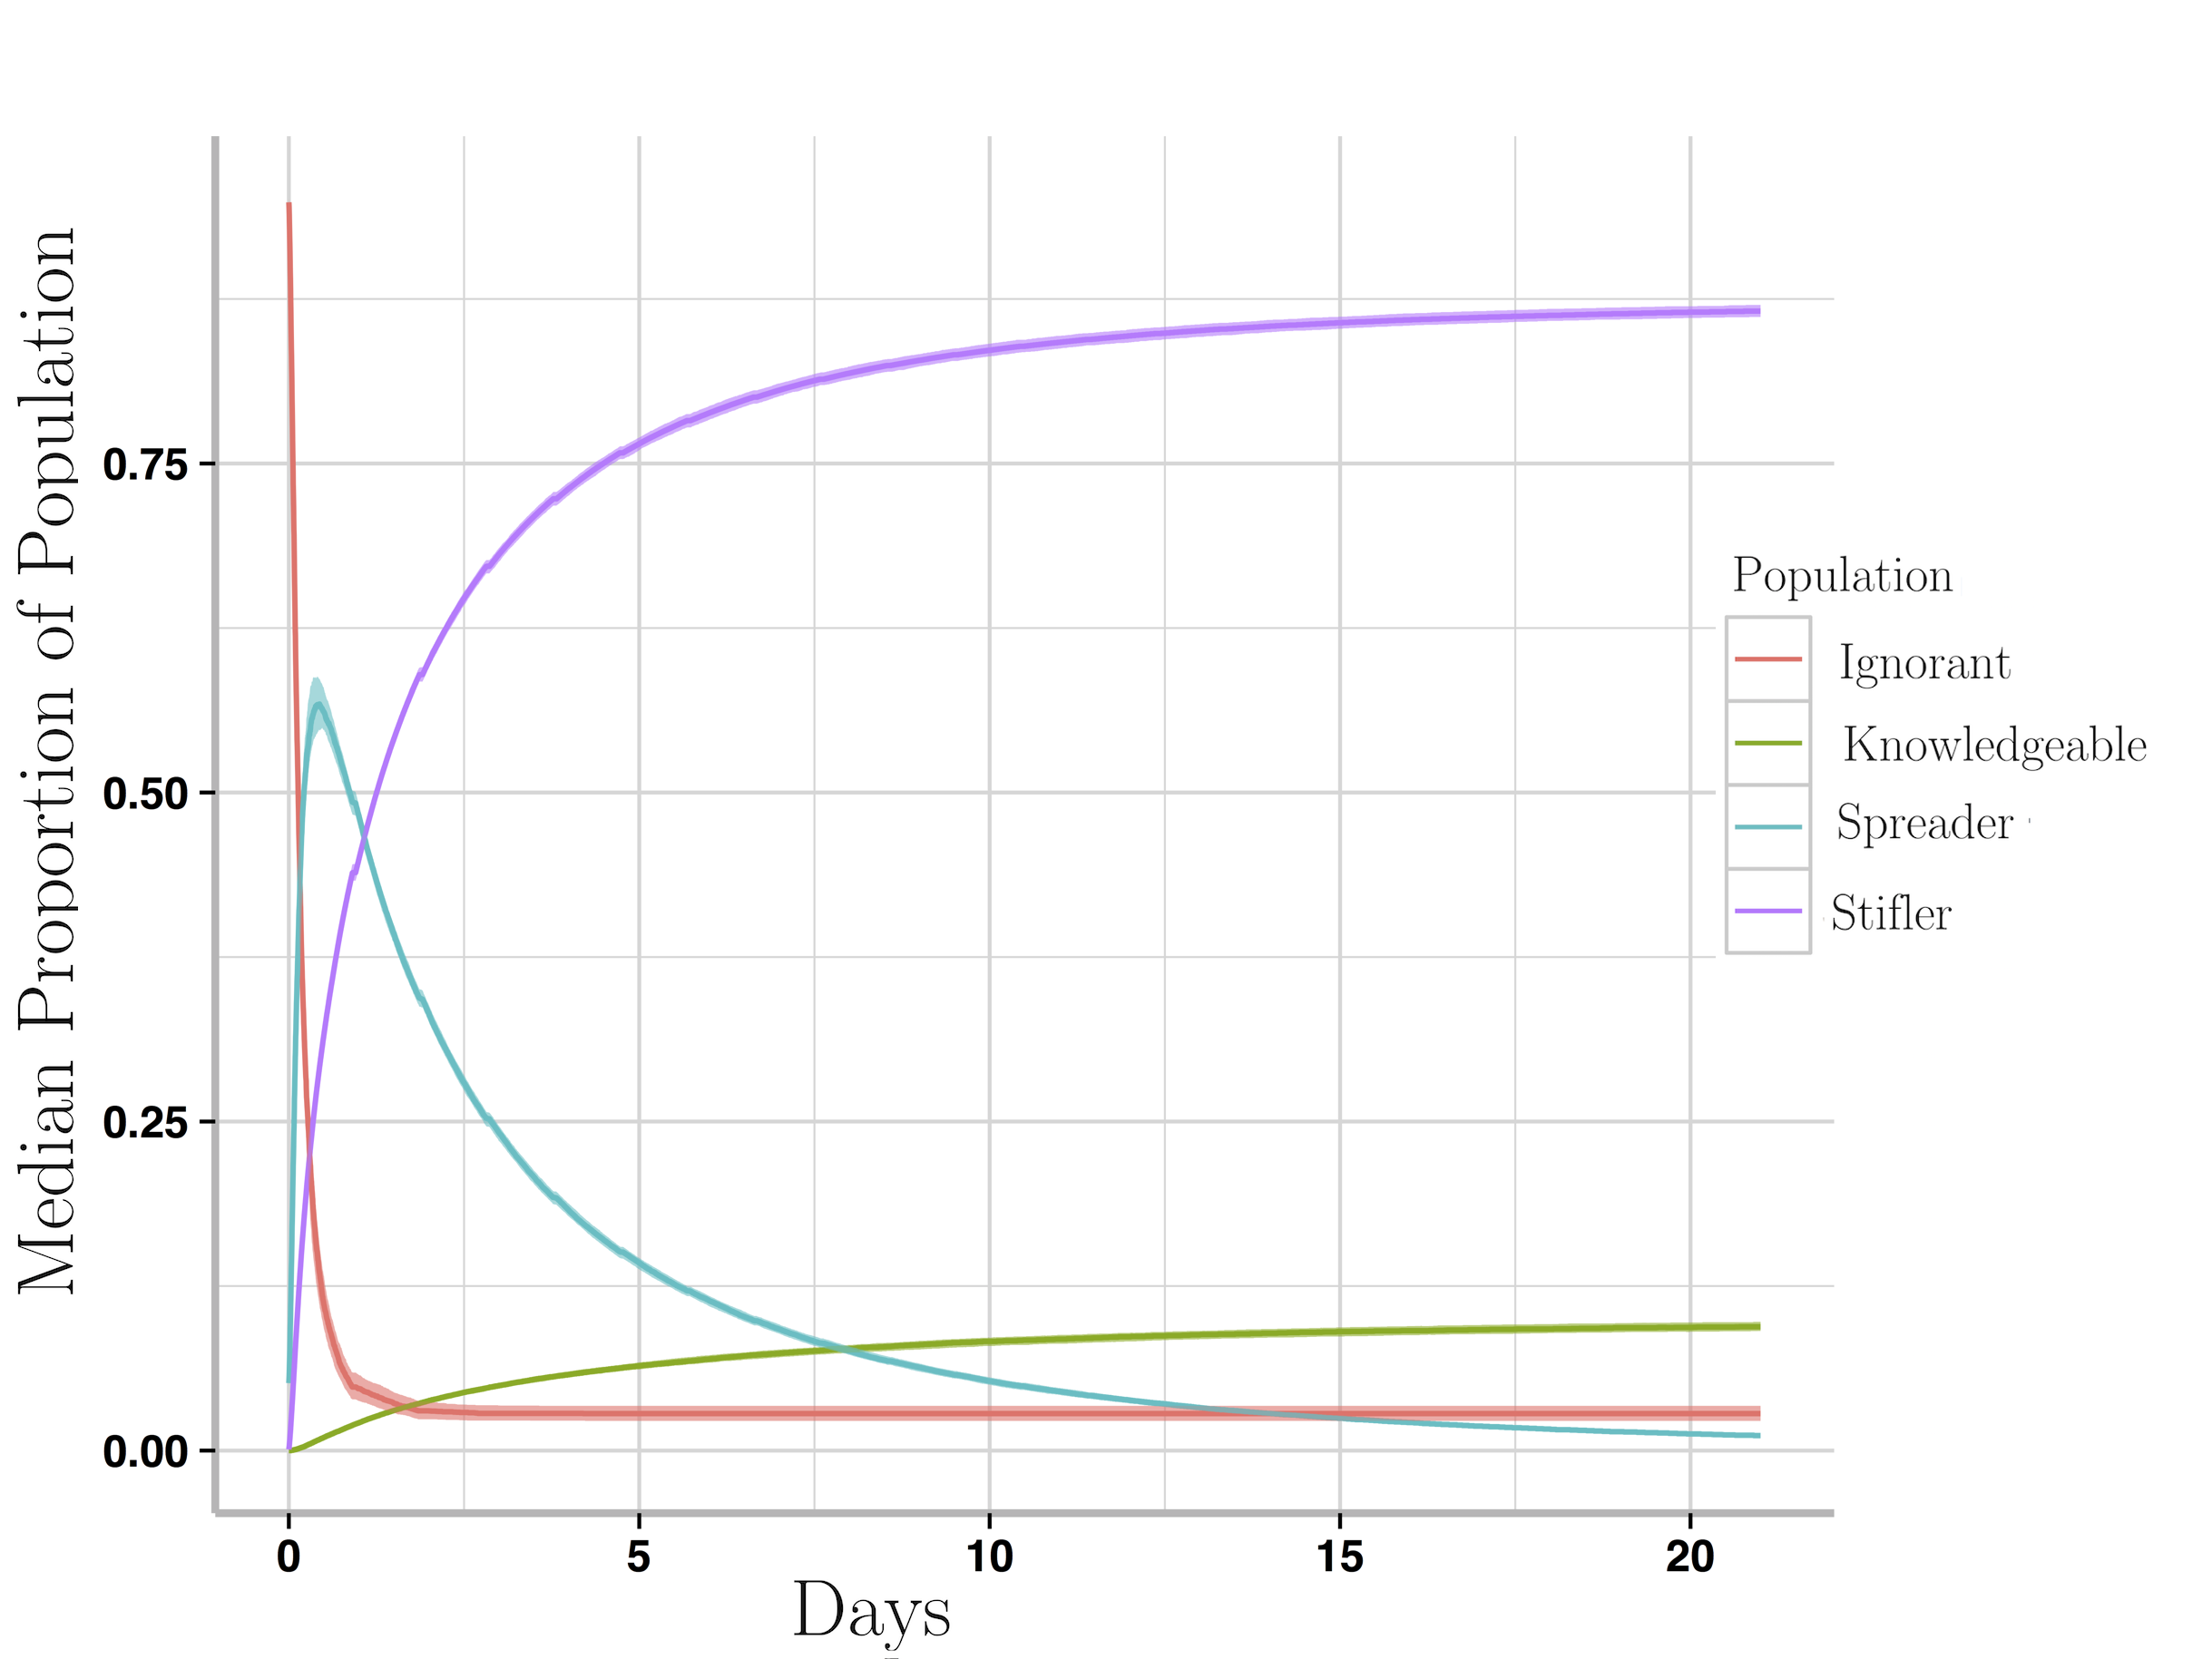 Median Proportion of Population
0.75
0.50
0.25
0.00
0
5
10
15
20
Days
Population
Ignorant
Knowledgeable
Spreader
Stifler